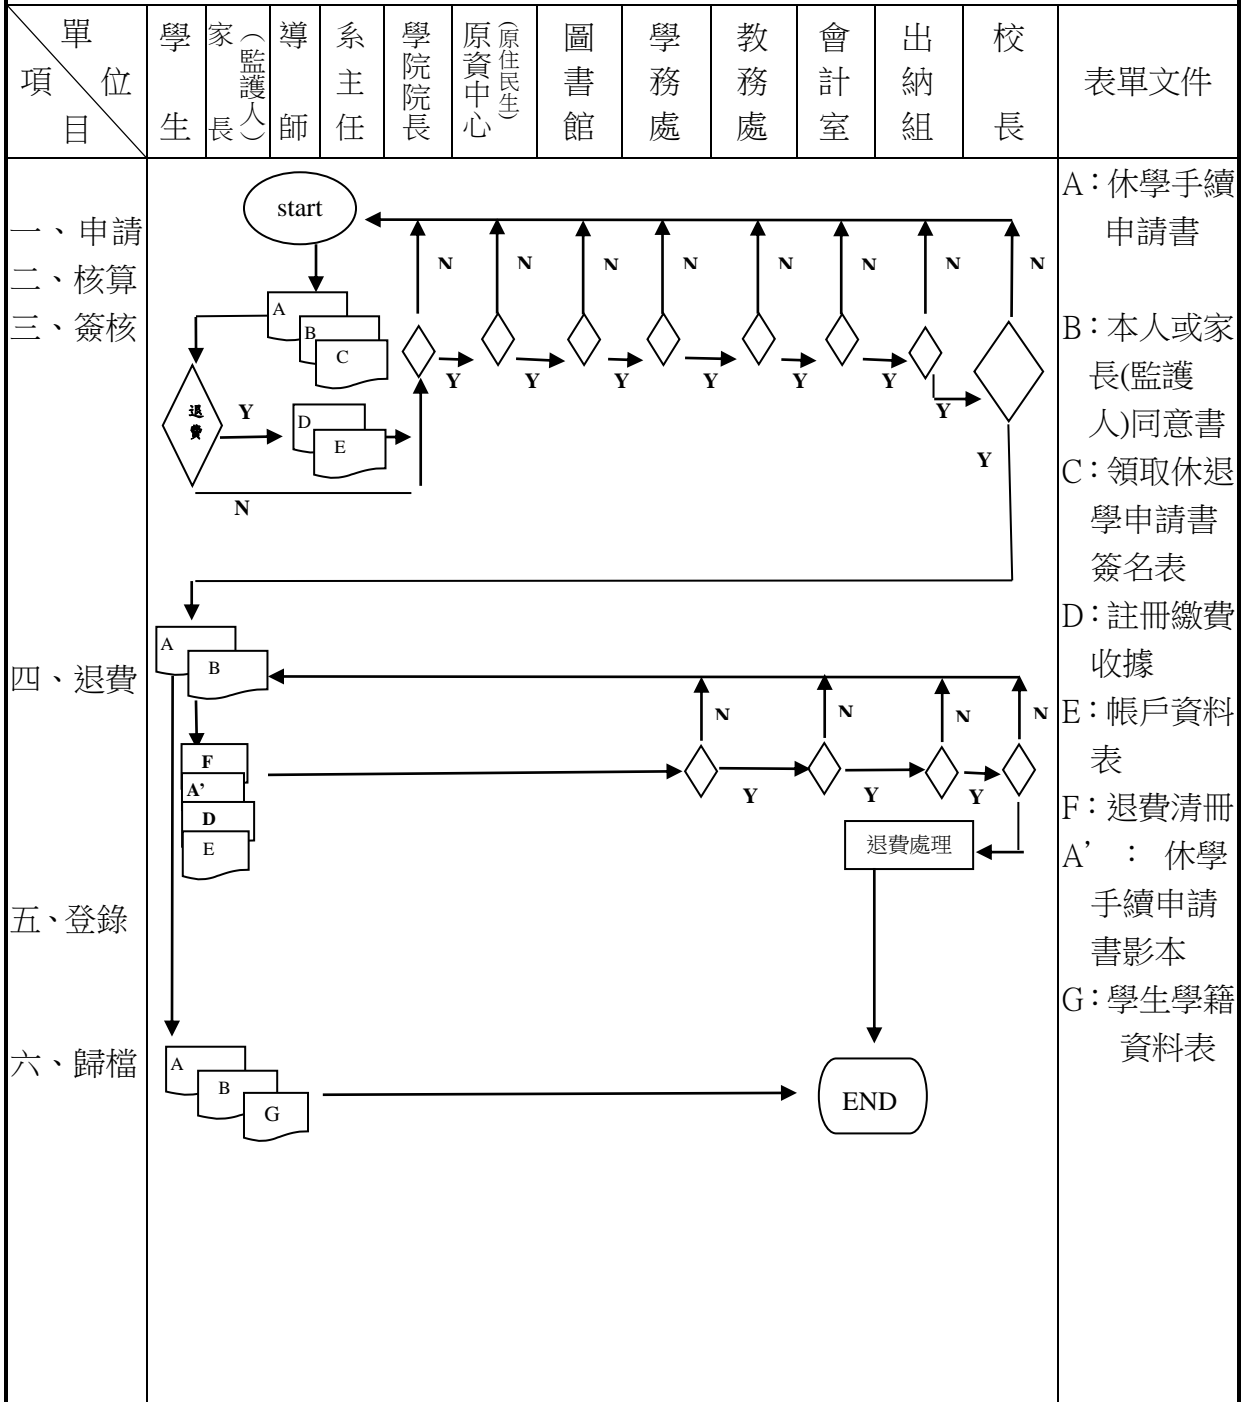 單
項 位
目
學生
家長(監護人)
導師
系主任
學院院長
原資中心(原住民生)
圖書館
學務處
教務處
會計室
出納組
校長
表單文件
一、申請
二、核算
三、簽核
四、退費
五、登錄
六、歸檔
start
A
B
C
N N N N N N N N
退費
Y
D
E
N
Y Y Y Y Y Y Y
Y
A
B
N N N N
F
A’
D
E
Y Y Y
退費處理
A
B
G
END
A：休學手續
申請書
B：本人或家
長(監護
人)同意書
C：領取休退
學申請書
簽名表
D：註冊繳費
收據
E：帳戶資料
表
F：退費清冊
A’ ： 休學
手續申請
書影本
G：學生學籍
資料表